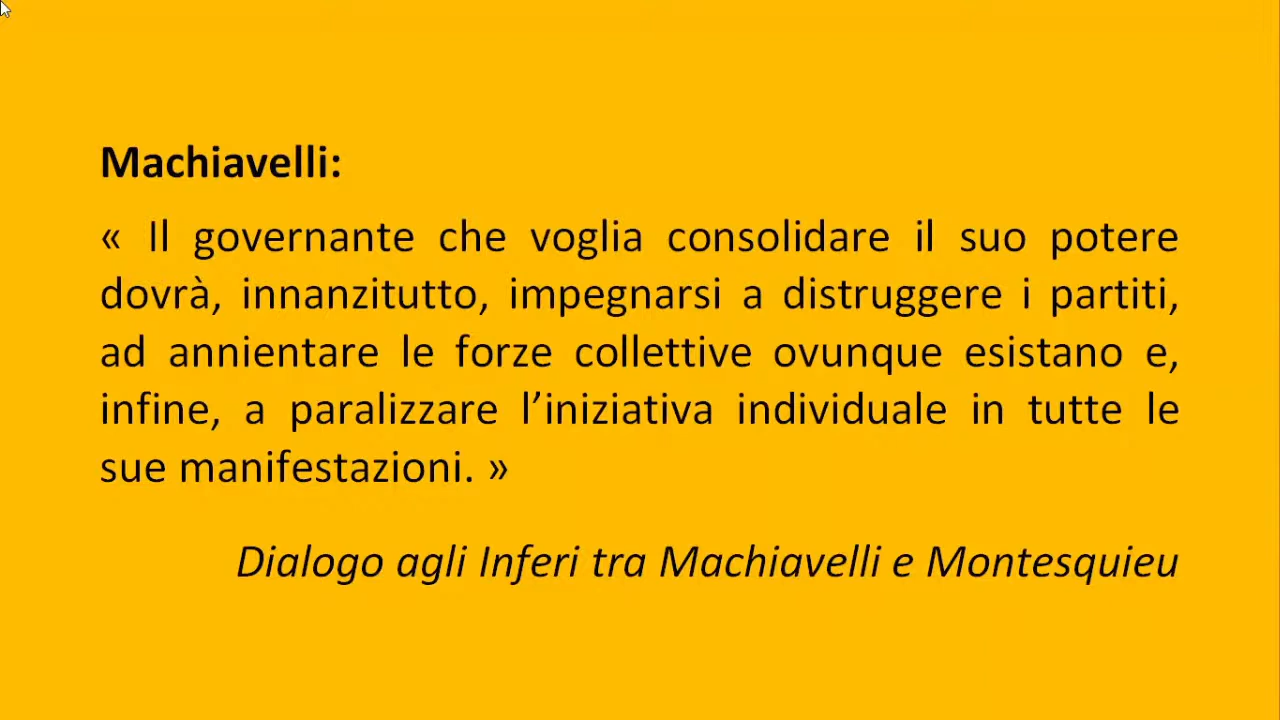 Machiavelli:
« Il governante che voglia consolidare il suo potere
dovrà, innanzitutto, impegnarsi a distruggere i partiti,
ad annientare le forze collettive ovunque esistano e,
infine, a paralizzare l’iniziativa individuale in tutte le
sue manifestazioni. »
Dialogo agli Inferi tra Machiavelli e Montesquieu